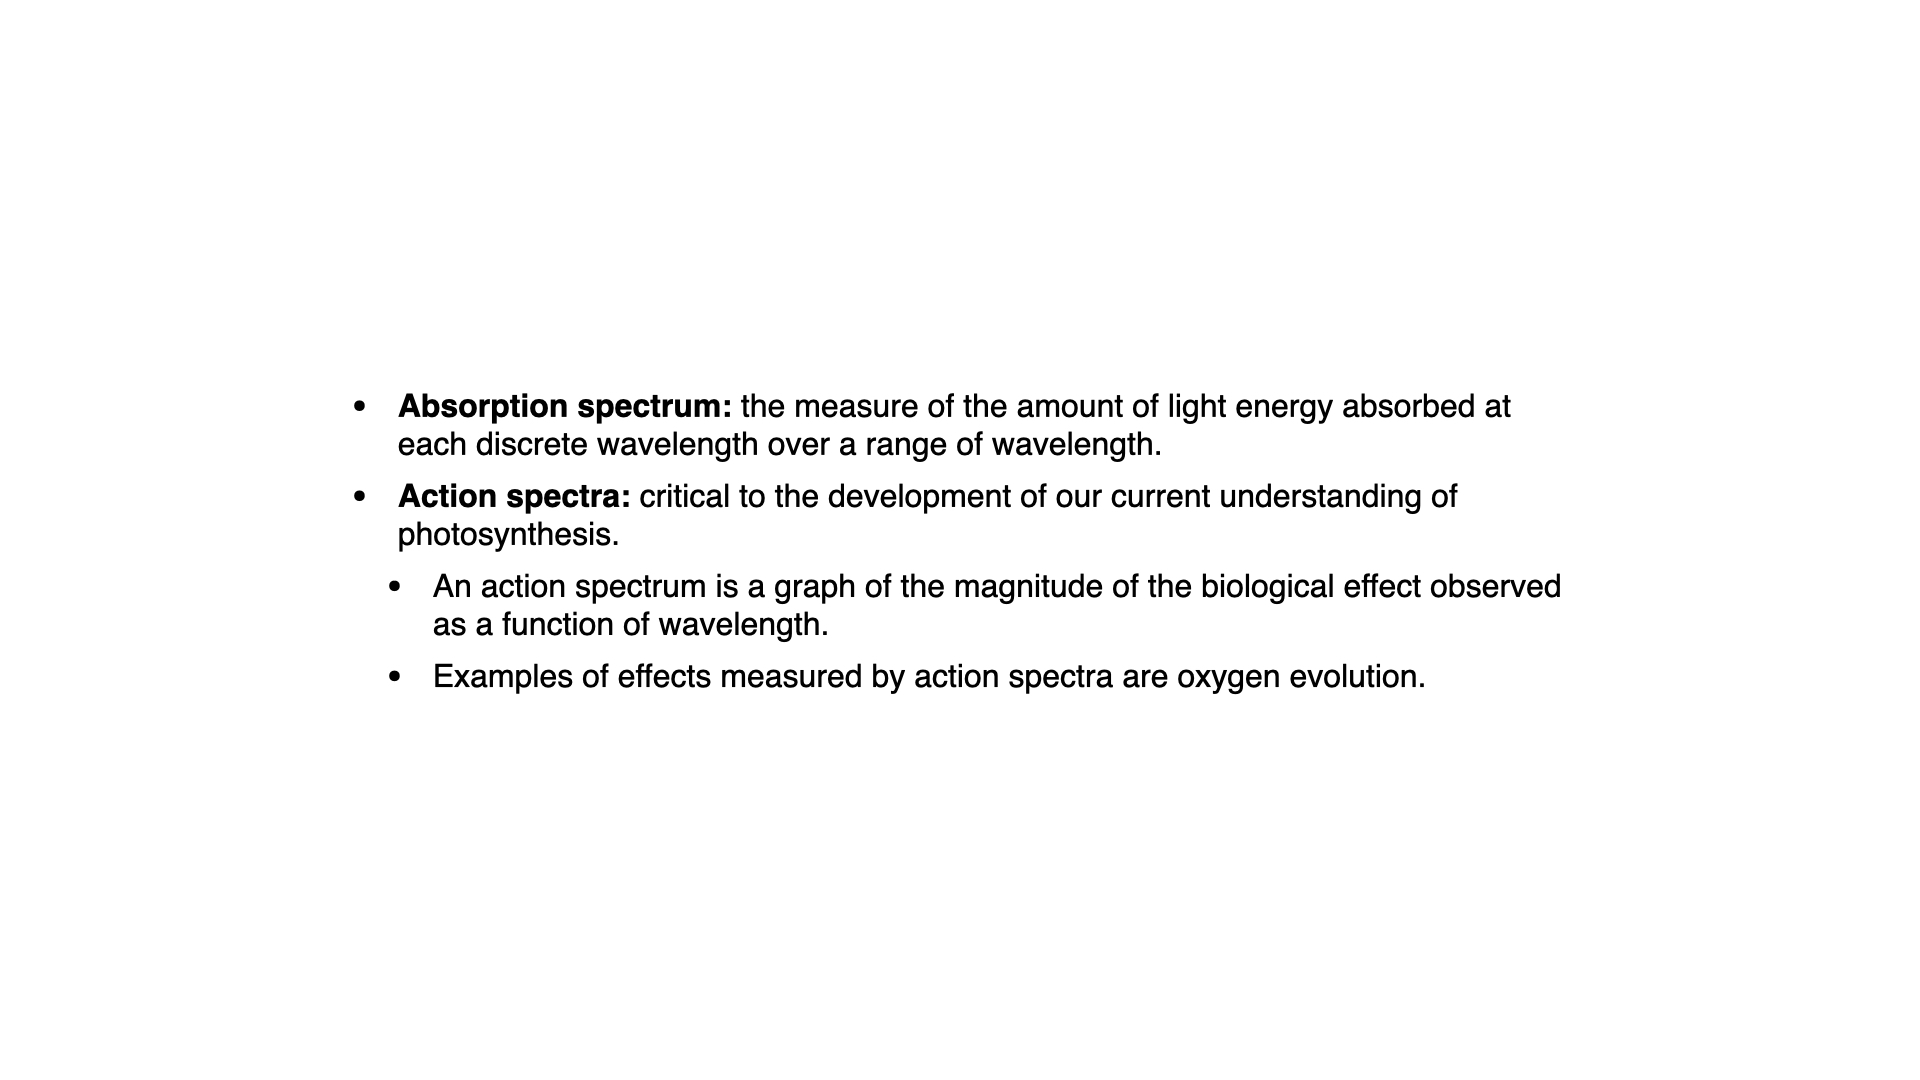 • Absorption spectrum: the measure of the amount of light energy absorbed at
each discrete wavelength over a range of wavelength.
• Action spectra: critical to the development of our current understanding of
photosynthesis.
• An action spectrum is a graph of the magnitude of the biological effect observed
as a function of wavelength.
• Examples of effects measured by action spectra are oxygen evolution.